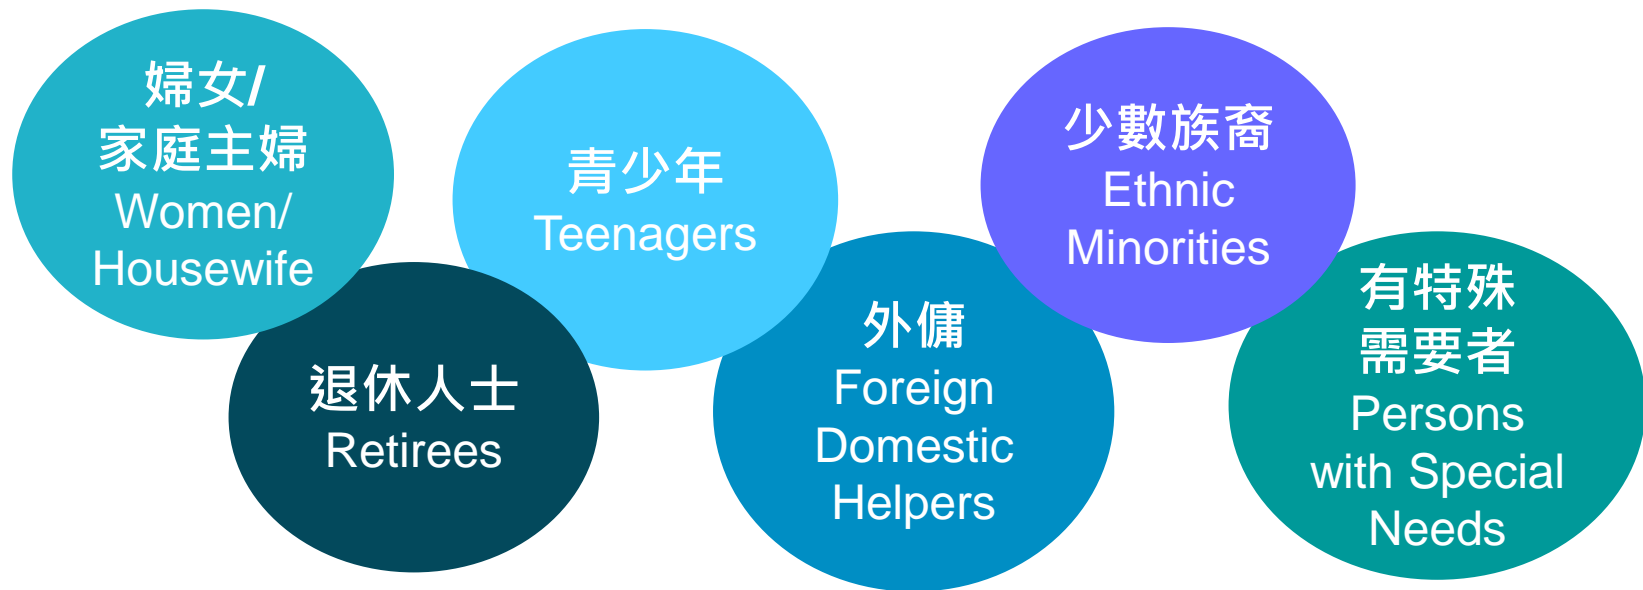 婦女/
家庭主婦
Women/
Housewife
退休人士
Retirees
青少年
Teenagers
外傭
Foreign
Domestic
Helpers
少數族裔
Ethnic
Minorities
有特殊
需要者
Persons
with Special
Needs